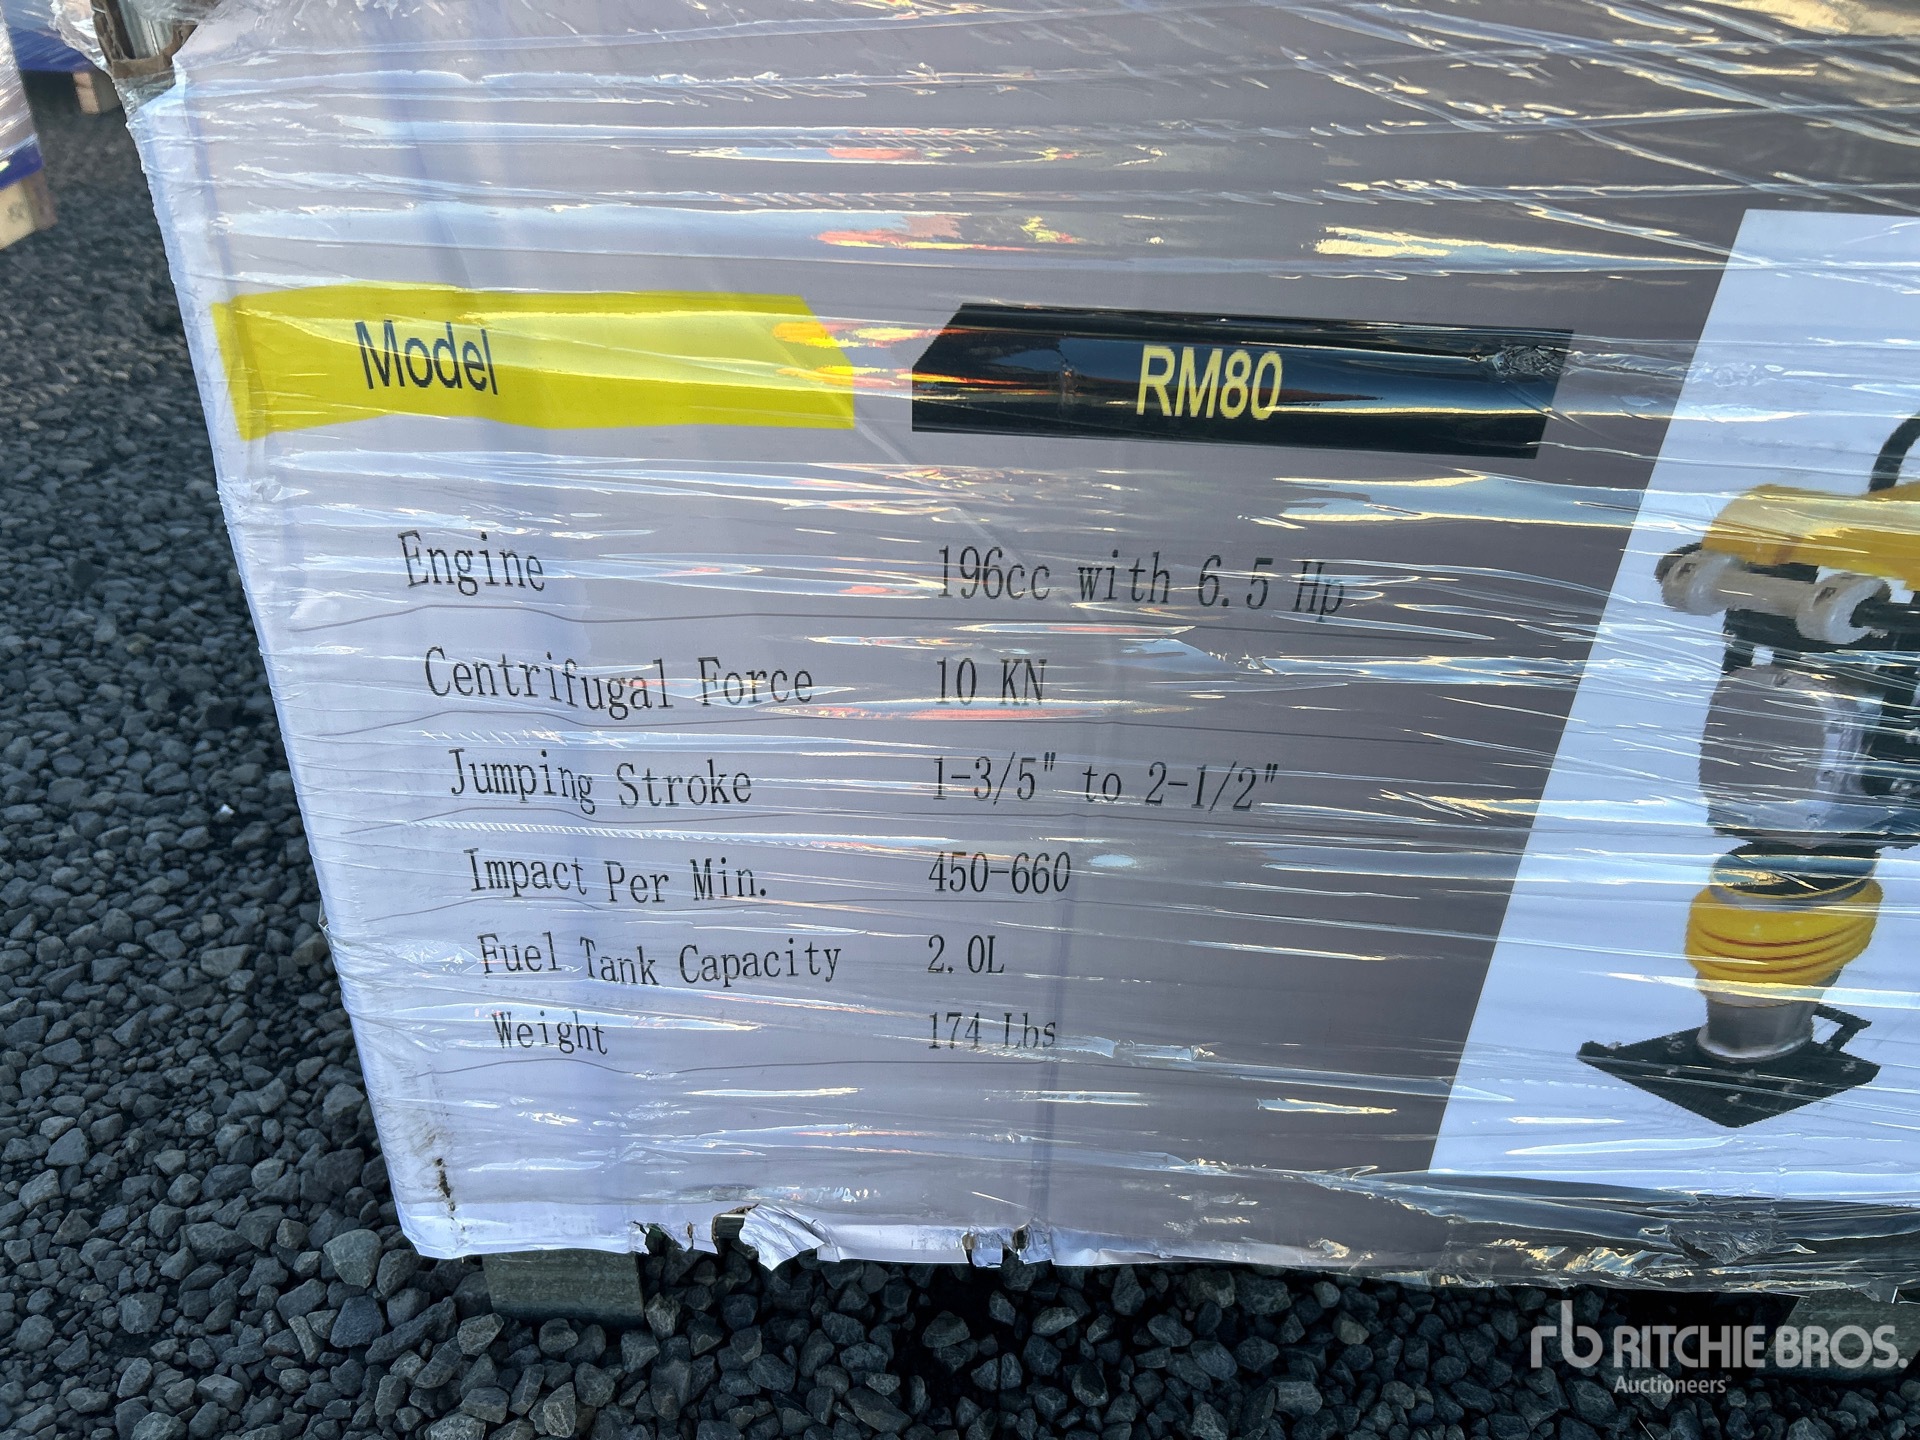 Model RM80
Engine 196cc with 6.5 Hp
Centrifugal Force 10 KN
Jumping Stroke 1-3/5" to 2-1/2"
Impact Per Min. 450-660
Fuel Tank Capacity 2.0L
Weight 174 Lbs
rb RITCHIE BROS.
Auctioneers